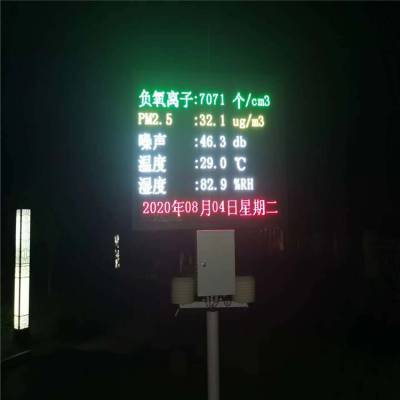 负氧离子:7071 个/cm3
PM2.5 :32.1 ug/m3
噪声 :46.3 db
温度 :29.0 ℃
湿度 :82.9 %RH
2020年08月04日星期二